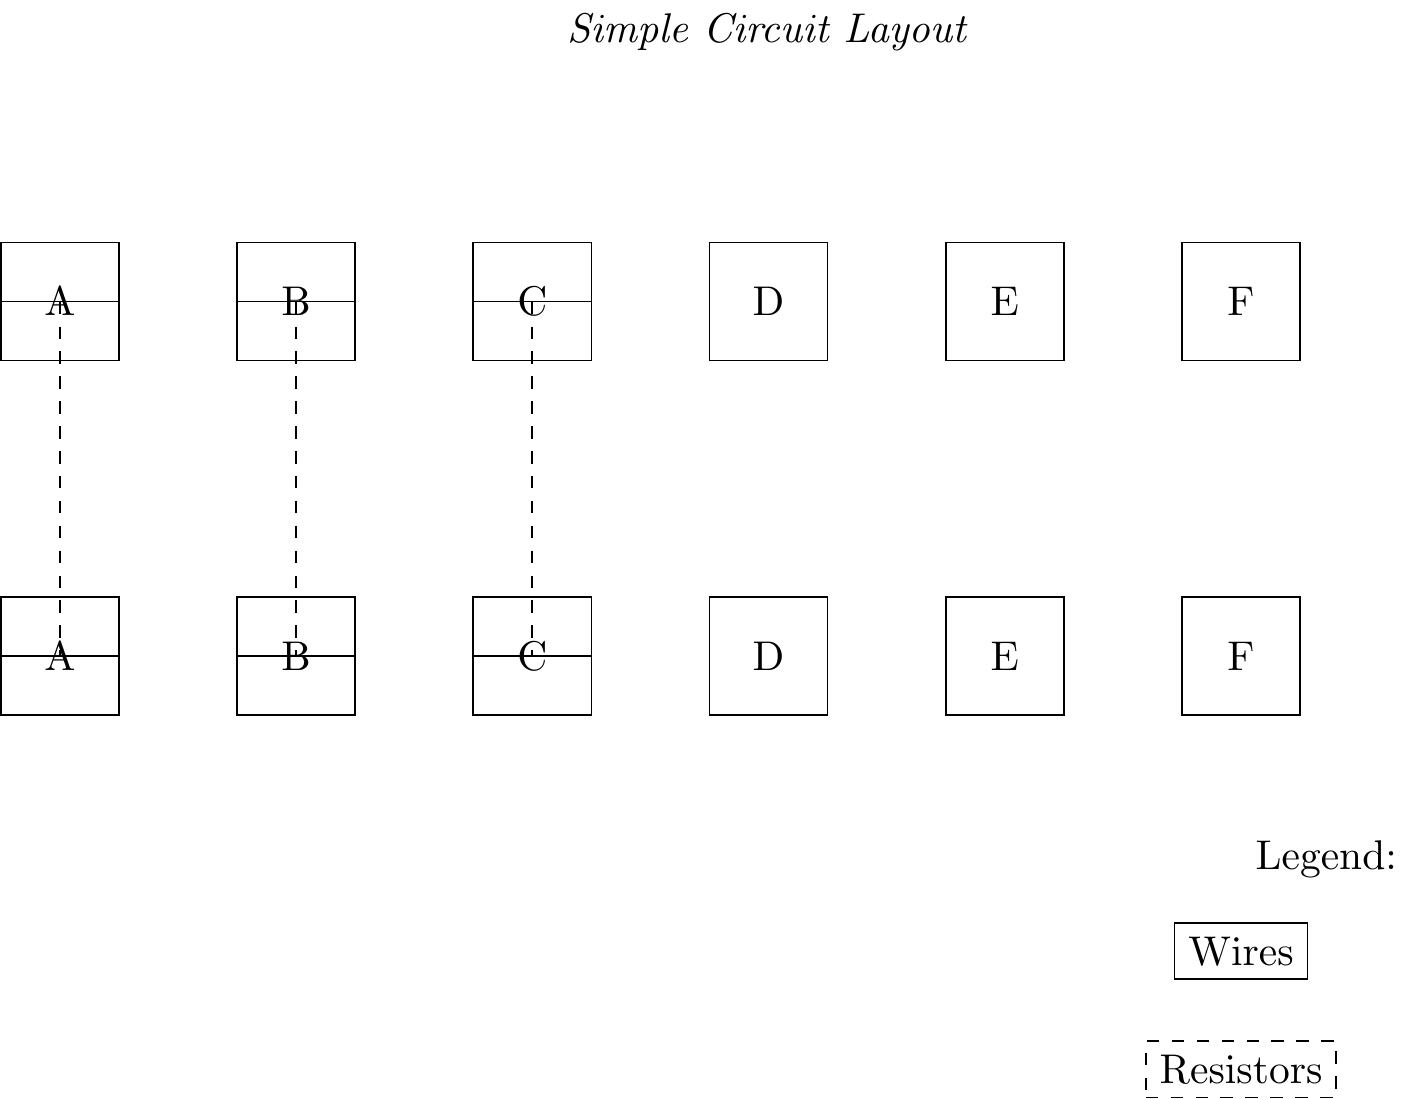 Simple Circuit Layout
A B C D E F
A B C D E F
Legend:
Wires
Resistors